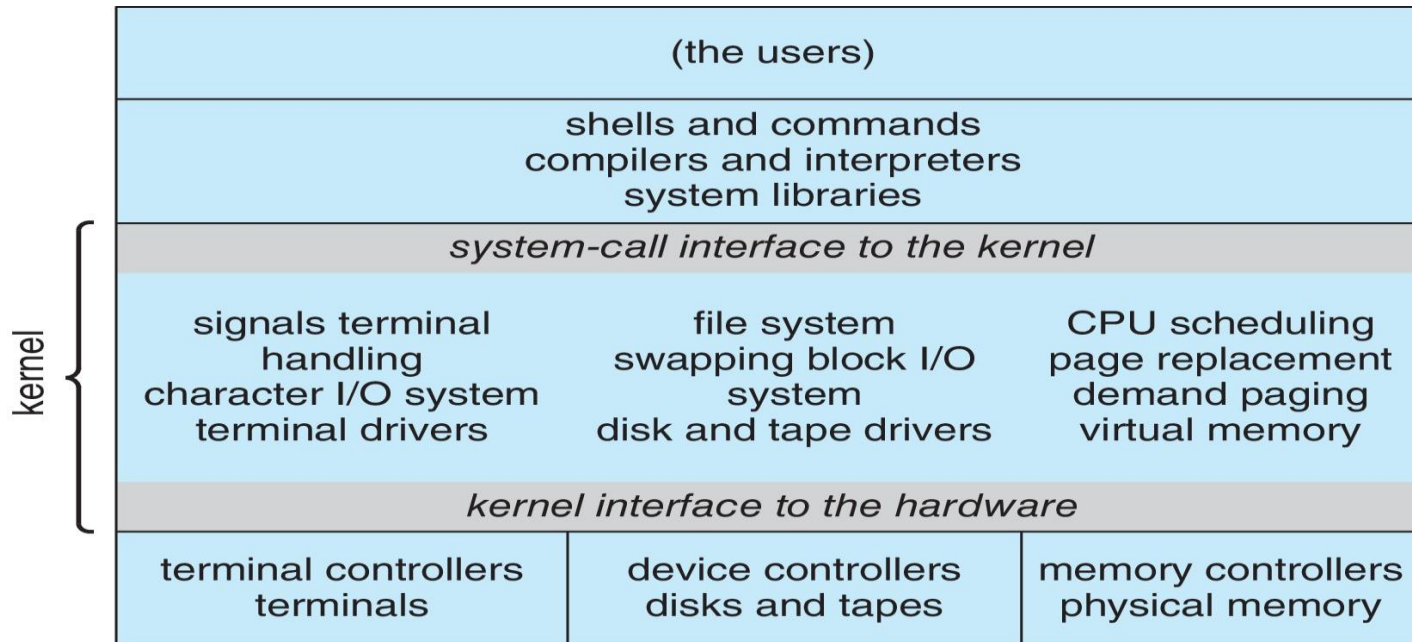 (the users)
shells and commands
compilers and interpreters
system libraries
system-call interface to the kernel
kernel
signals terminal
handling
character I/O system
terminal drivers
file system
swapping block I/O
system
disk and tape drivers
CPU scheduling
page replacement
demand paging
virtual memory
kernel interface to the hardware
terminal controllers
terminals
device controllers
disks and tapes
memory controllers
physical memory